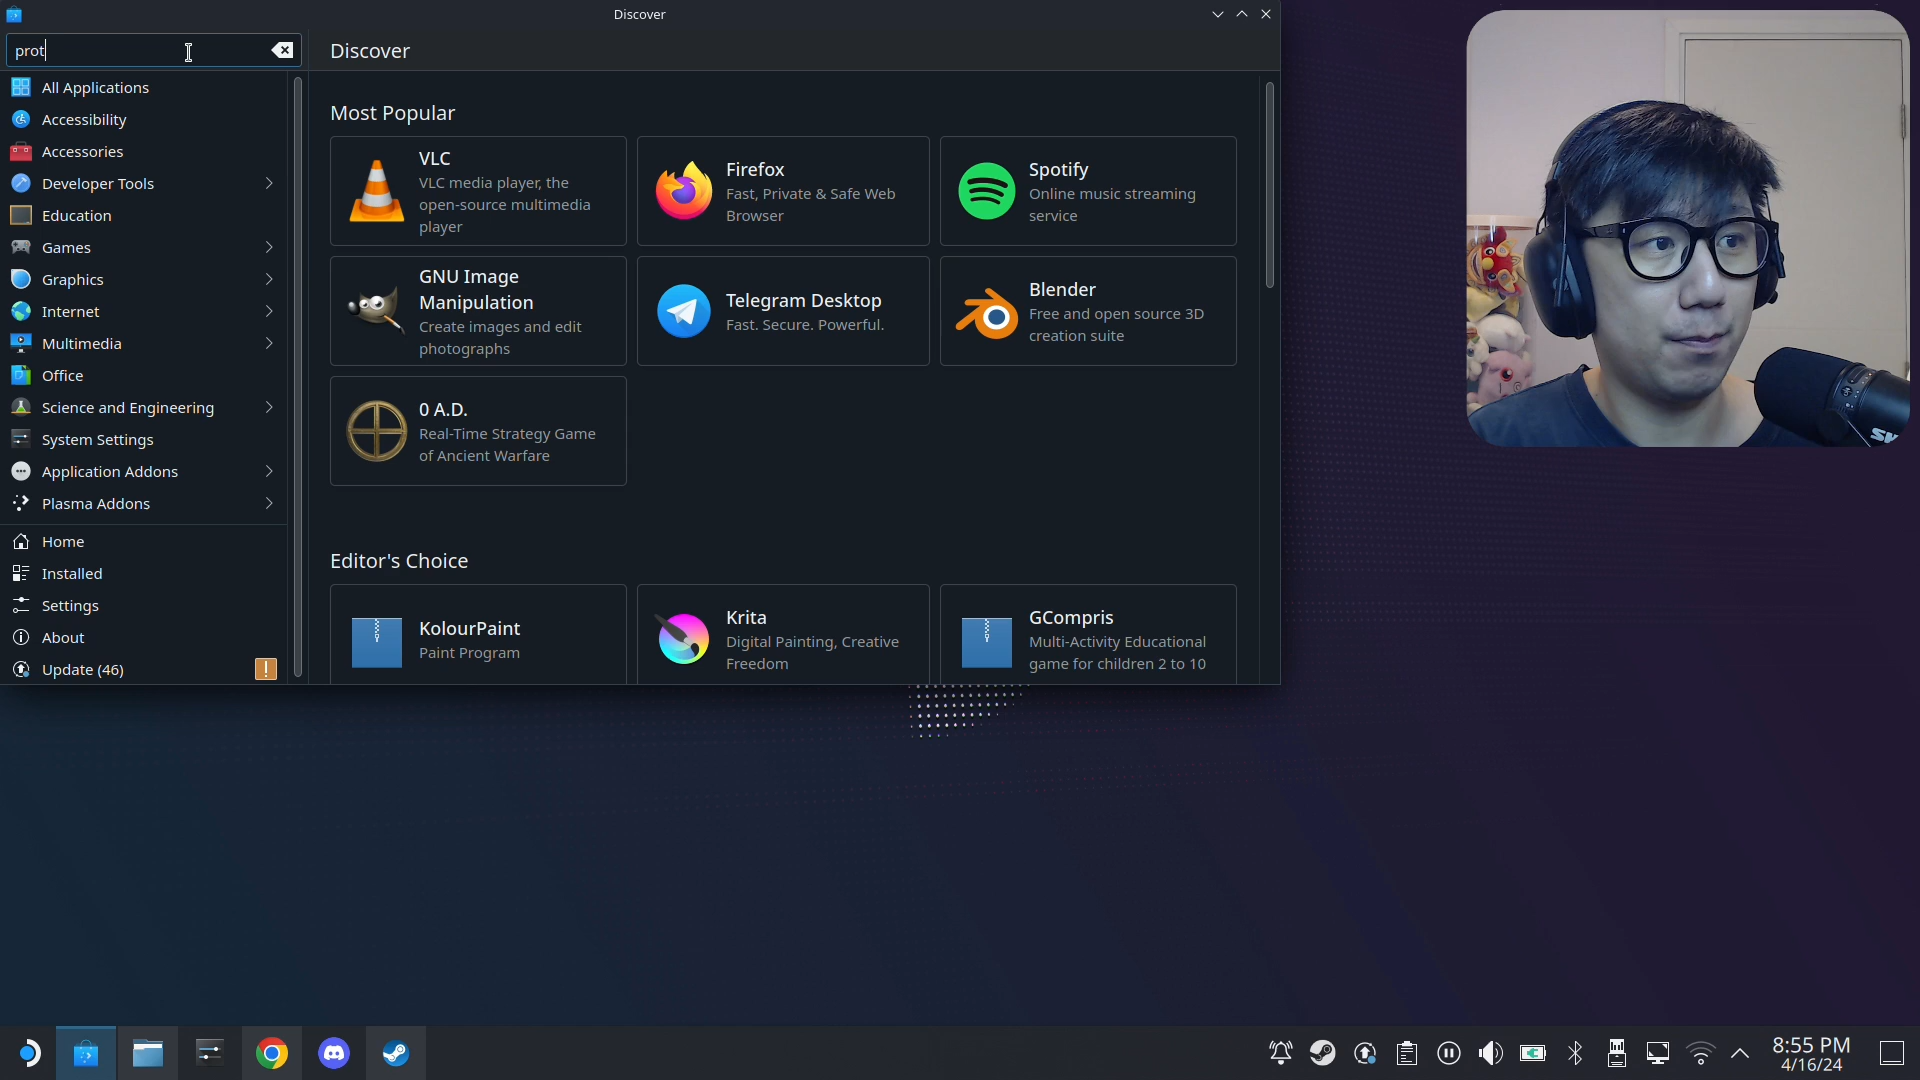 Discover
prot
Discover
All Applications
Accessibility
Accessories
Developer Tools
Education
Games
Graphics
Internet
Multimedia
Office
Science and Engineering
System Settings
Application Addons
Plasma Addons
Home
Installed
Settings
About
Update (46)
Most Popular
VLC
VLC media player, the
open-source multimedia
player
Firefox
Fast, Private & Safe Web
Browser
Spotify
Online music streaming
service
GNU Image
Manipulation
Create images and edit
photographs
Telegram Desktop
Fast. Secure. Powerful.
Blender
Free and open source 3D
creation suite
0 A.D.
Real-Time Strategy Game
of Ancient Warfare
Editor's Choice
KolourPaint
Paint Program
Krita
Digital Painting, Creative
Freedom
GCompris
Multi-Activity Educational
game for children 2 to 10
8:55 PM
4/16/24